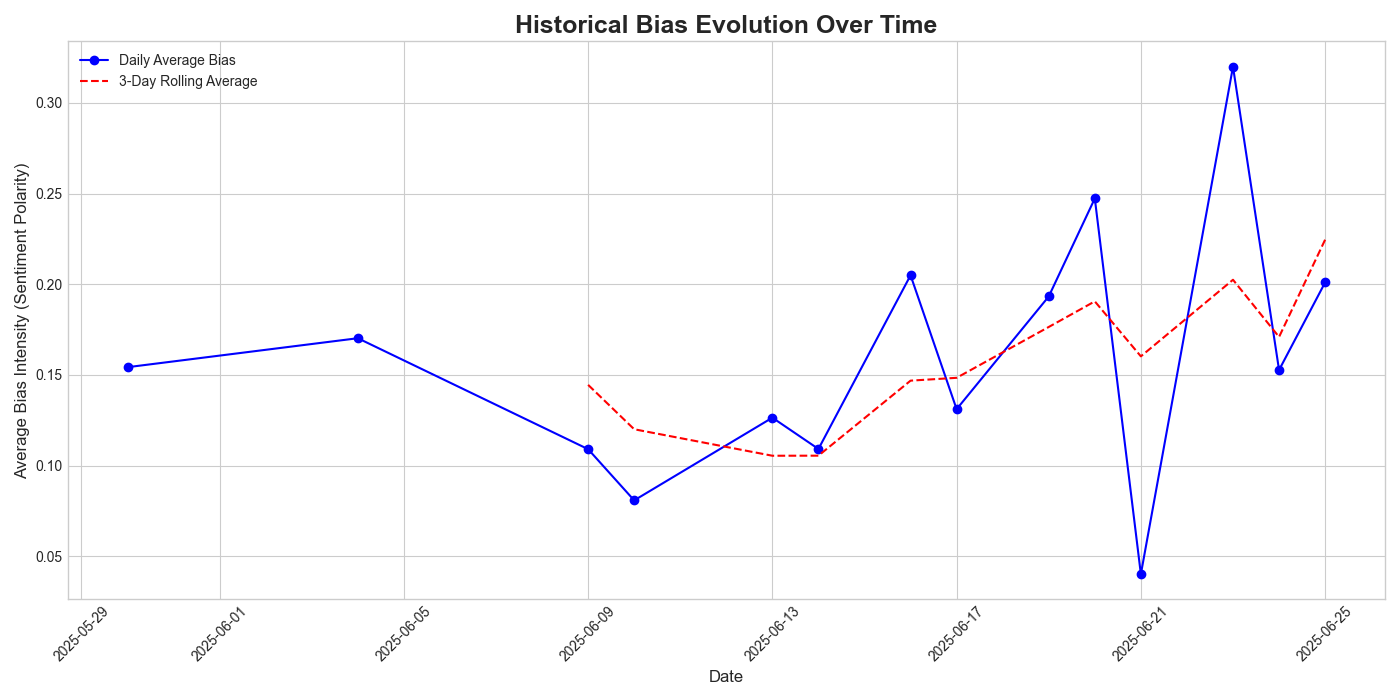 Historical Bias Evolution Over Time
Daily Average Bias
3-Day Rolling Average
Average Bias Intensity (Sentiment Polarity)
0.30
0.25
0.20
0.15
0.10
0.05
2025-05-29
2025-06-01
2025-06-05
2025-06-09
2025-06-13
2025-06-17
2025-06-21
2025-06-25
Date